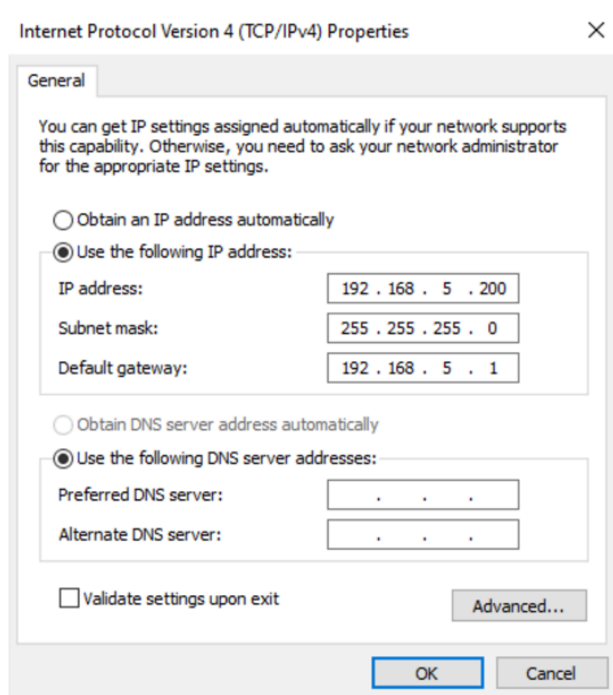 Internet Protocol Version 4 (TCP/IPv4) Properties
General
You can get IP settings assigned automatically if your network supports
this capability. Otherwise, you need to ask your network administrator
for the appropriate IP settings.
Obtain an IP address automatically
Use the following IP address:
IP address: 192 . 168 . 5 . 200
Subnet mask: 255 . 255 . 255 . 0
Default gateway: 192 . 168 . 5 . 1
Obtain DNS server address automatically
Use the following DNS server addresses:
Preferred DNS server: . . .
Alternate DNS server: . . .
Validate settings upon exit
Advanced...
OK Cancel